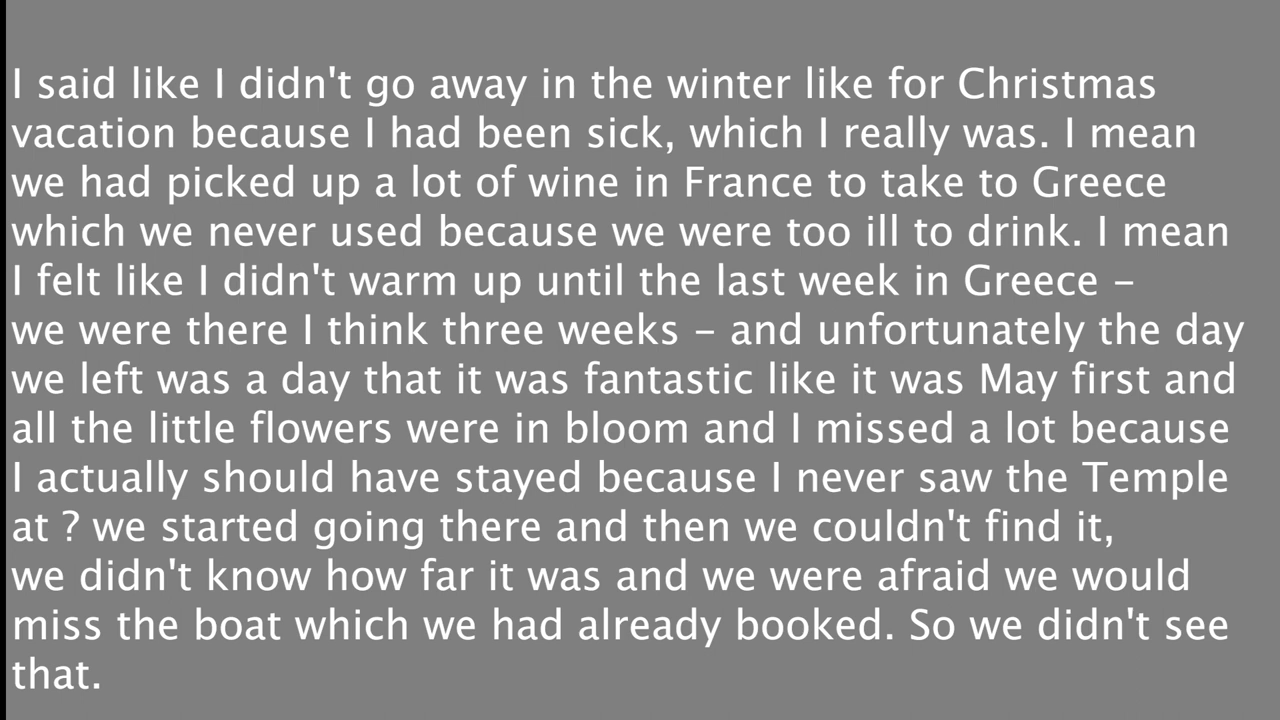 I said like I didn't go away in the winter like for Christmas
vacation because I had been sick, which I really was. I mean
we had picked up a lot of wine in France to take to Greece
which we never used because we were too ill to drink. I mean
I felt like I didn't warm up until the last week in Greece –
we were there I think three weeks – and unfortunately the day
we left was a day that it was fantastic like it was May first and
all the little flowers were in bloom and I missed a lot because
I actually should have stayed because I never saw the Temple
at ? we started going there and then we couldn't find it,
we didn't know how far it was and we were afraid we would
miss the boat which we had already booked. So we didn't see
that.